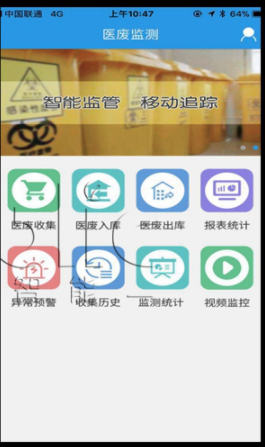 中国联通 4G 上午10:47 64%
医废监测
智能监管 移动追踪
医废收集 医废入库 医废出库 报表统计
异常预警 收集历史 监测统计 视频监控
智能